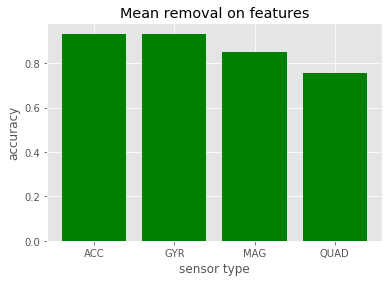 Mean removal on features
accuracy
0.8
0.6
0.4
0.2
0.0
ACC GYR MAG QUAD
sensor type